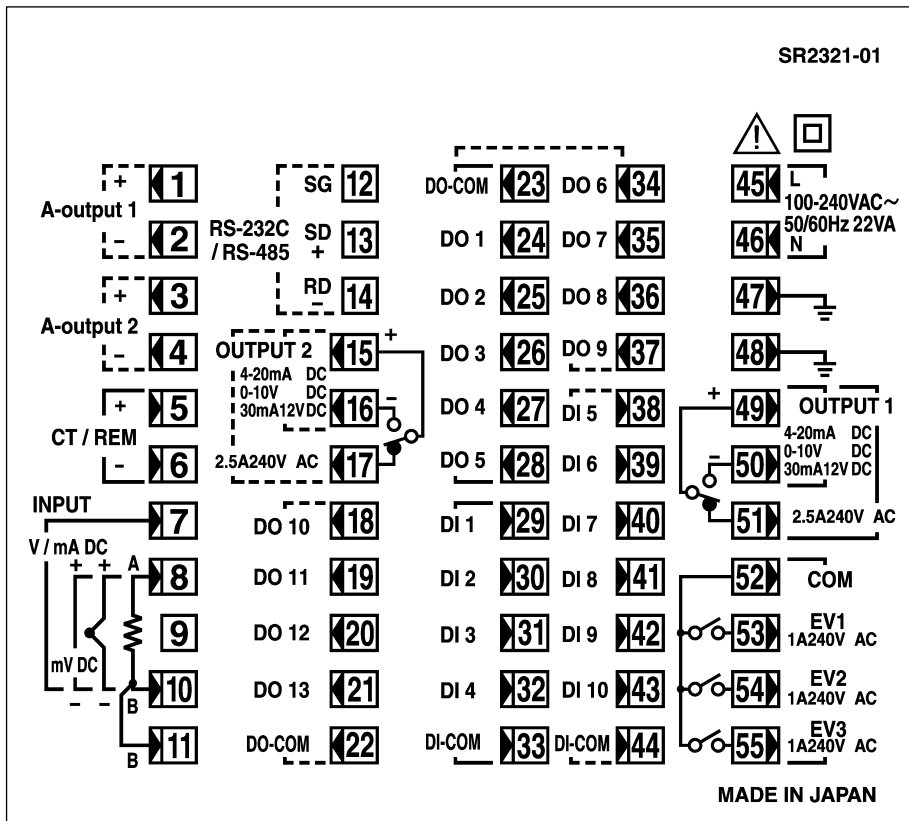 SR2321-01
A-output 1
+ 1
- 2
A-output 2
+ 3
- 4
CT / REM
+ 5
- 6
INPUT
V / mA DC
7
+ + A 8
9
mV DC
- - B 10
B 11
RS-232C
/ RS-485
SG 12
SD + 13
RD - 14
OUTPUT 2
15 +
4-20mA DC
0-10V DC
30mA12V DC
16 -
2.5A240V AC 17
DO 10 18
DO 11 19
DO 12 20
DO 13 21
DO-COM 22
DO-COM 23
DO 1 24
DO 2 25
DO 3 26
DO 4 27
DO 5 28
DI 1 29
DI 2 30
DI 3 31
DI 4 32
DI-COM 33
DO 6 34
DO 7 35
DO 8 36
DO 9 37
DI 5 38
DI 6 39
DI 7 40
DI 8 41
DI 9 42
DI 10 43
DI-COM 44
!
45 L
100-240VAC~
50/60Hz 22VA
46 N
47
48
+ 49 OUTPUT 1
4-20mA DC
0-10V DC
30mA12V DC
- 50
51 2.5A240V AC
52 COM
53 EV1
1A240V AC
54 EV2
1A240V AC
55 EV3
1A240V AC
MADE IN JAPAN